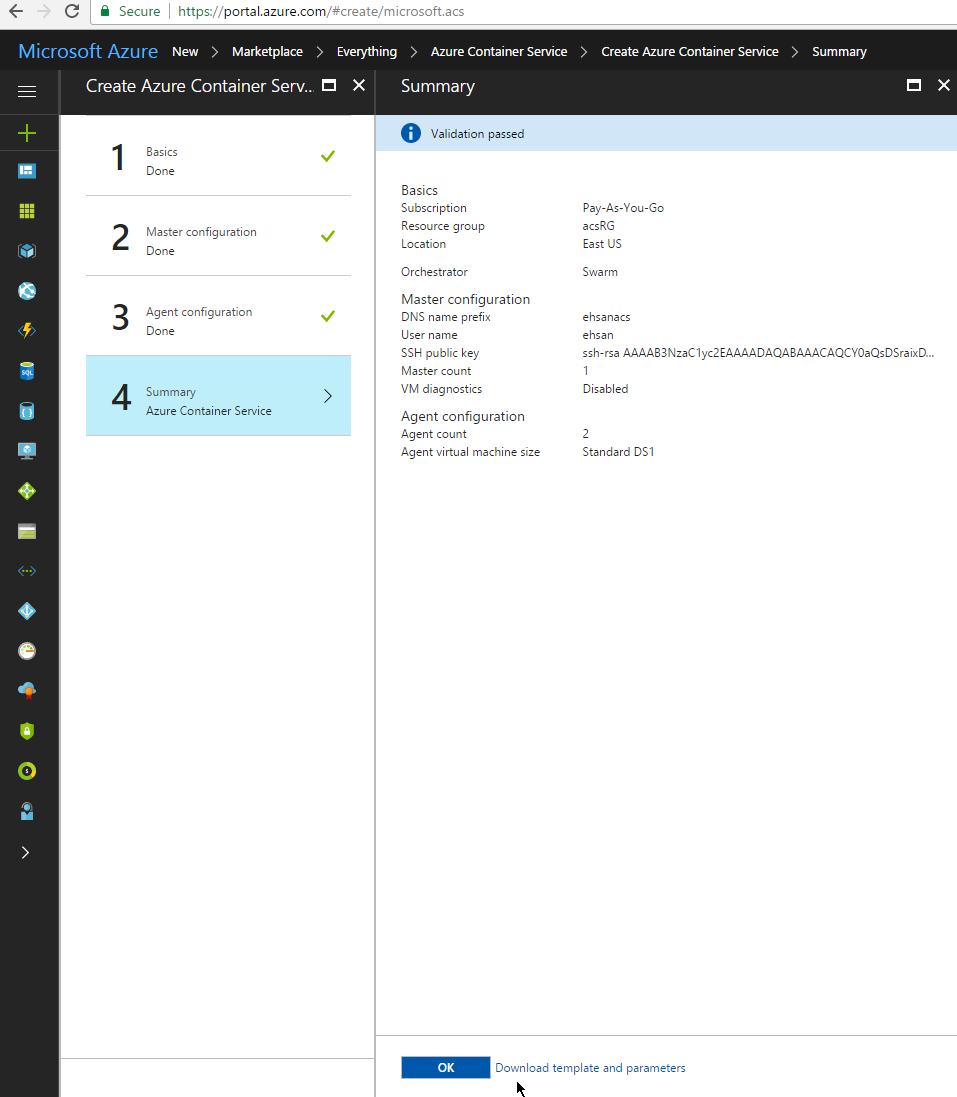 Secure https://portal.azure.com/#create/microsoft.acs
Microsoft Azure New Marketplace Everything Azure Container Service Create Azure Container Service Summary
Create Azure Container Serv...
1 Basics
Done
2 Master configuration
Done
3 Agent configuration
Done
4 Summary
Azure Container Service
Summary
Validation passed
Basics
Subscription Pay-As-You-Go
Resource group acsRG
Location East US
Orchestrator Swarm
Master configuration
DNS name prefix ehsanacs
User name ehsan
SSH public key ssh-rsa AAAAB3NzaC1yc2EAAAADAQABAAACAQCY0aQsDSraixD...
Master count 1
VM diagnostics Disabled
Agent configuration
Agent count 2
Agent virtual machine size Standard DS1
OK Download template and parameters